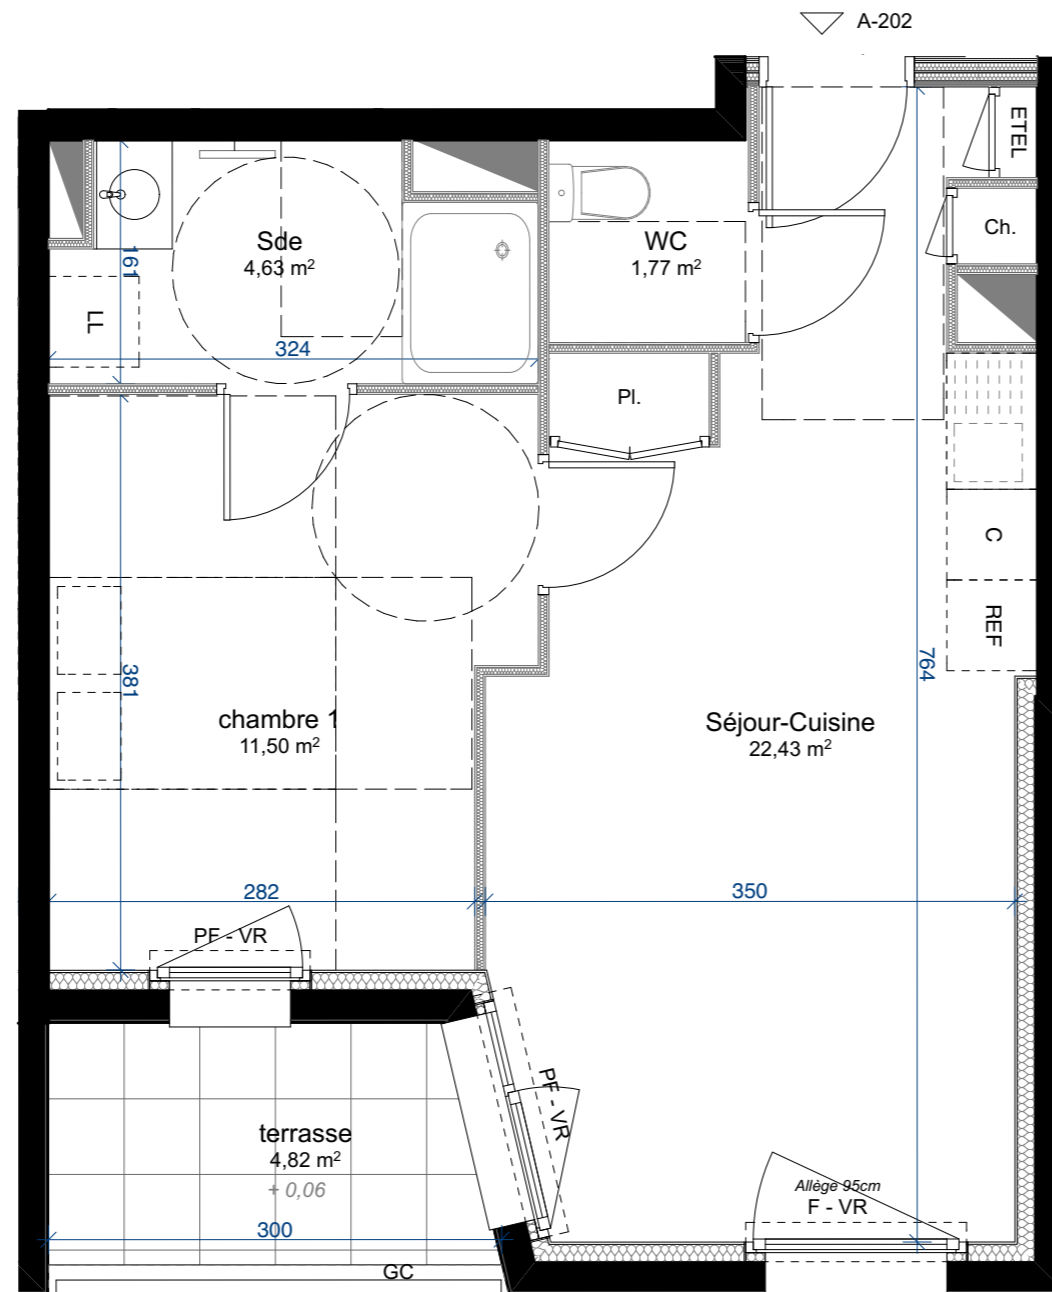 A-202
ETEL
Ch.
Sde
4,63 m²
WC
1,77 m²
161
LL
324
Pl.
C
REF
764
381
chambre 1
11,50 m²
Séjour-Cuisine
22,43 m²
282
350
PF - VR
PF - VR
terrasse
4,82 m²
+ 0,06
Allège 95cm
F - VR
300
GC